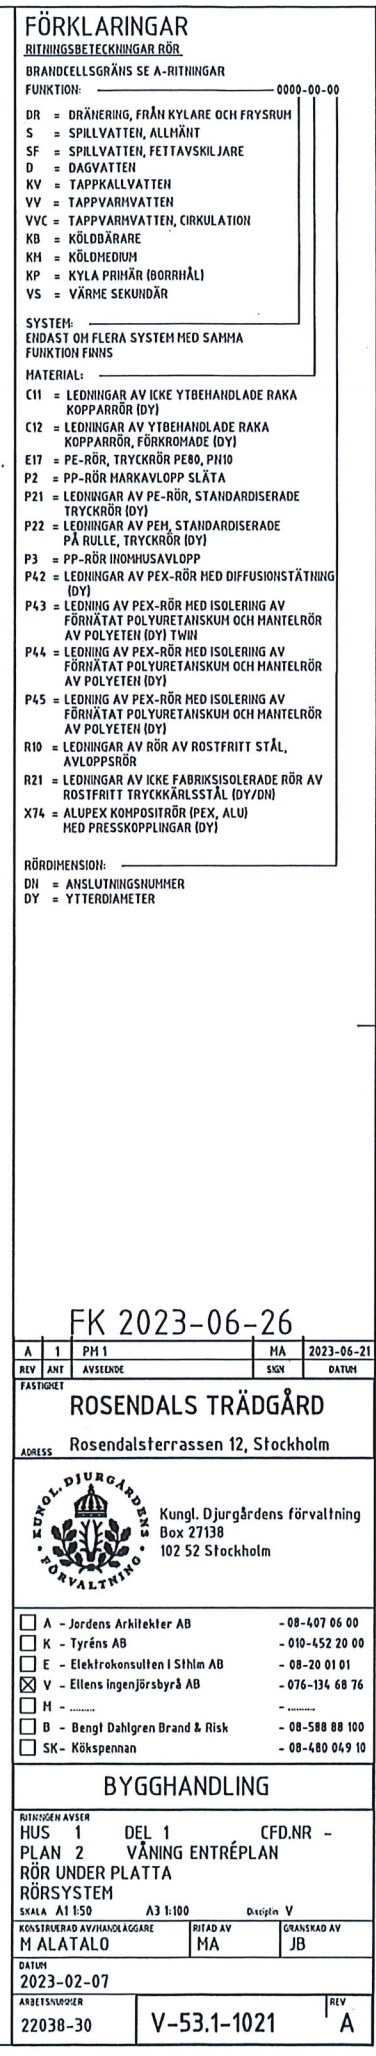 FÖRKLARINGAR
RITNINGSBETECKNINGAR RÖR
BRANDCELLSGRÄNS SE A-RITNINGAR
FUNKTION: 0000-00-00
DR = DRÄNERING, FRÅN KYLARE OCH FRYSRUM
S = SPILLVATTEN, ALLMÄNT
SF = SPILLVATTEN, FETTAVSKILJARE
D = DAGVATTEN
KV = TAPPKALLVATTEN
VV = TAPPVARMVATTEN
VVC = TAPPVARMVATTEN, CIRKULATION
KB = KÖLDBÄRARE
KM = KÖLDMEDIUM
KP = KYLA PRIMÄR (BORRHÅL)
VS = VÄRME SEKUNDÄR
SYSTEM:
ENDAST OM FLERA SYSTEM MED SAMMA
FUNKTION FINNS
MATERIAL:
C11 = LEDNINGAR AV ICKE YTBEHANDLADE RAKA
KOPPARRÖR (DY)
C12 = LEDNINGAR AV YTBEHANDLADE RAKA
KOPPARRÖR, FÖRKROMADE (DY)
E17 = PE-RÖR, TRYCKRÖR PE80, PN10
P2 = PP-RÖR MARKAVLOPP SLÄTA
P21 = LEDNINGAR AV PE-RÖR, STANDARDISERADE
TRYCKRÖR (DY)
P22 = LEDNINGAR AV PEM, STANDARDISERADE
PÅ RULLE, TRYCKRÖR (DY)
P3 = PP-RÖR INOMHUSAVLOPP
P42 = LEDNINGAR AV PEX-RÖR MED DIFFUSIONSTÄTNING
(DY)
P43 = LEDNING AV PEX-RÖR MED ISOLERING AV
FÖRNÄTAT POLYURETANSKUM OCH MANTELRÖR
AV POLYETEN (DY) TWIN
P44 = LEDNING AV PEX-RÖR MED ISOLERING AV
FÖRNÄTAT POLYURETANSKUM OCH MANTELRÖR
AV POLYETEN (DY)
P45 = LEDNING AV PEX-RÖR MED ISOLERING AV
FÖRNÄTAT POLYURETANSKUM OCH MANTELRÖR
AV POLYETEN (DY)
R10 = LEDNINGAR AV RÖR AV ROSTFRITT STÅL,
AVLOPPSRÖR
R21 = LEDNINGAR AV ICKE FABRIKSISOLERADE RÖR AV
ROSTFRITT TRYCKKÄRLSSTÅL (DY/DN)
X74 = ALUPEX KOMPOSITRÖR (PEX, ALU)
MED PRESSKOPPLINGAR (DY)
RÖRDIMENSION:
DN = ANSLUTNINGSNUMMER
DY = YTTERDIAMETER
FK 2023-06-26
A 1 PM 1 MA 2023-06-21
REV ANT AVSEENDE SIGN DATUM
FASTIGHET
ROSENDALS TRÄDGÅRD
ADRESS Rosendalsterrassen 12, Stockholm
KUNGL. DJURGÅRDENS FÖRVALTNING
Kungl. Djurgårdens förvaltning
Box 27138
102 52 Stockholm
A - Jordens Arkitekter AB - 08-407 06 00
K - Tyréns AB - 010-452 20 00
E - Elektrokonsulten I Sthlm AB - 08-20 01 01
V - Ellens ingenjörsbyrå AB - 076-134 68 76
M - ......... - .........
B - Bengt Dahlgren Brand & Risk - 08-588 88 100
SK- Kökspennan - 08-480 049 10
BYGGHANDLING
RITNINGEN AVSER
HUS 1 DEL 1 CFD.NR -
PLAN 2 VÅNING ENTRÉPLAN
RÖR UNDER PLATTA
RÖRSYSTEM
SKALA A1 1:50 A3 1:100 Disciplin V
KONSTRUERAD AV/HANDLÄGGARE RITAD AV GRANSKAD AV
M ALATALO MA JB
DATUM
2023-02-07
ARBETSNUMMER REV
22038-30 V-53.1-1021 A